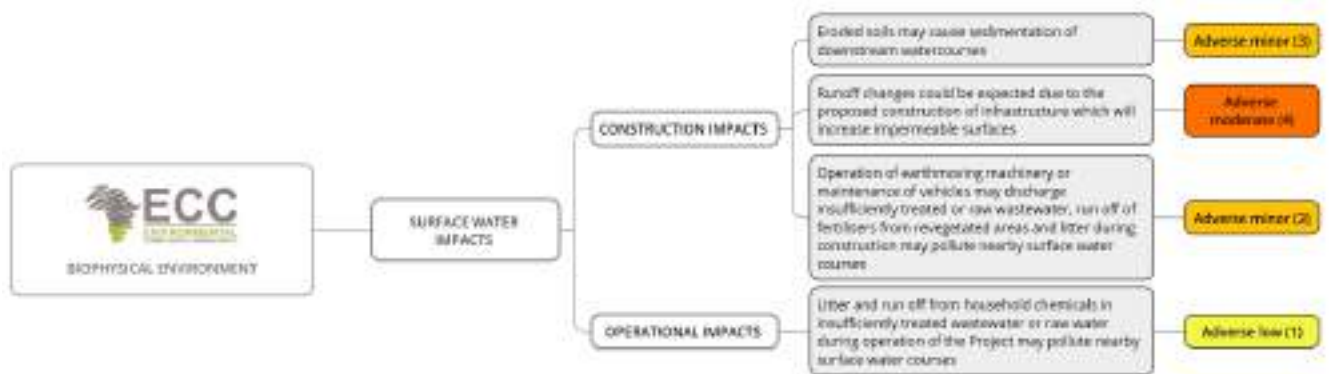 Eroded soils may cause sedimentation of
downstream watercourses
Adverse minor (3)
Runoff changes could be expected due to the
proposed construction of infrastructure which will
increase impermeable surfaces
Adverse
moderate (4)
CONSTRUCTION IMPACTS
Operation of earthmoving machinery or
maintenance of vehicles may discharge
insufficiently treated or raw wastewater, run off of
fertilisers from revegetated areas and litter during
construction may pollute nearby surface water
courses
Adverse minor (2)
ECC
ENVIRONMENTAL
BIOPHYSICAL ENVIRONMENT
SURFACE WATER
IMPACTS
OPERATIONAL IMPACTS
Litter and run off from household chemicals in
insufficiently treated wastewater or raw water
during operation of the Project may pollute nearby
surface water courses
Adverse low (1)